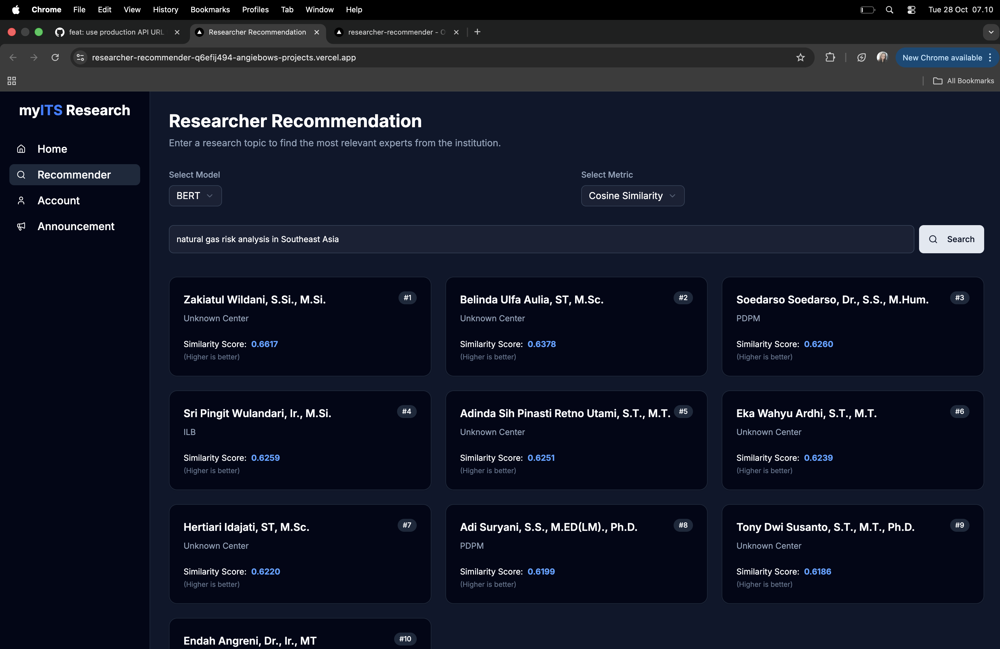 Chrome File Edit View History Bookmarks Profiles Tab Window Help Tue 28 Oct 07.10
feat: use production API URL Researcher Recommendation researcher-recommender -
researcher-recommender-q6efij494-angiebows-projects.vercel.app New Chrome available
All Bookmarks
myITS Research
Home
Recommender
Account
Announcement
Researcher Recommendation
Enter a research topic to find the most relevant experts from the institution.
Select Model
BERT
Select Metric
Cosine Similarity
natural gas risk analysis in Southeast Asia
Search
Zakiatul Wildani, S.Si., M.Si. #1
Unknown Center
Similarity Score: 0.6617
(Higher is better)
Belinda Ulfa Aulia, ST, M.Sc. #2
Unknown Center
Similarity Score: 0.6378
(Higher is better)
Soedarso Soedarso, Dr., S.S., M.Hum. #3
PDPM
Similarity Score: 0.6260
(Higher is better)
Sri Pingit Wulandari, Ir., M.Si. #4
ILB
Similarity Score: 0.6259
(Higher is better)
Adinda Sih Pinasti Retno Utami, S.T., M.T. #5
Unknown Center
Similarity Score: 0.6251
(Higher is better)
Eka Wahyu Ardhi, S.T., M.T. #6
Unknown Center
Similarity Score: 0.6239
(Higher is better)
Hertiari Idajati, ST, M.Sc. #7
Unknown Center
Similarity Score: 0.6220
(Higher is better)
Adi Suryani, S.S., M.ED(LM)., Ph.D. #8
PDPM
Similarity Score: 0.6199
(Higher is better)
Tony Dwi Susanto, S.T., M.T., Ph.D. #9
Unknown Center
Similarity Score: 0.6186
(Higher is better)
Endah Angreni, Dr., Ir., MT #10